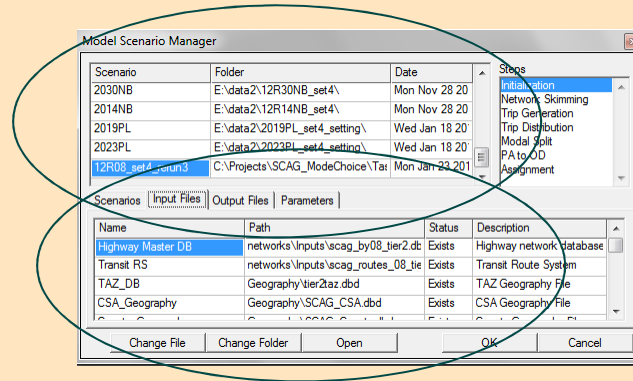 Model Scenario Manager
Scenario Folder Date
2030NB E:\data2\12R30NB_set4\ Mon Nov 28 20
2014NB E:\data2\12R14NB_set4\ Mon Nov 28 20
2019PL E:\data2\2019PL_set4_setting\ Wed Jan 18 20
2023PL E:\data2\2023PL_set4_setting\ Wed Jan 18 20
12R08_set4_rerun3 C:\Projects\SCAG_ModeChoice\Tas Mon Jan 23 201
Steps
Initialization
Network Skimming
Trip Generation
Trip Distribution
Modal Split
PA to OD
Assignment
Scenarios Input Files Output Files Parameters
Name Path Status Description
Highway Master DB networks\Inputs\scag_by08_tier2.db Exists Highway network database
Transit RS networks\Inputs\scag_routes_08_tie Exists Transit Route System
TAZ_DB Geography\tier2taz.dbd Exists TAZ Geography File
CSA_Geography Geography\SCAG_CSA.dbd Exists CSA Geography File
Change File Change Folder Open OK Cancel